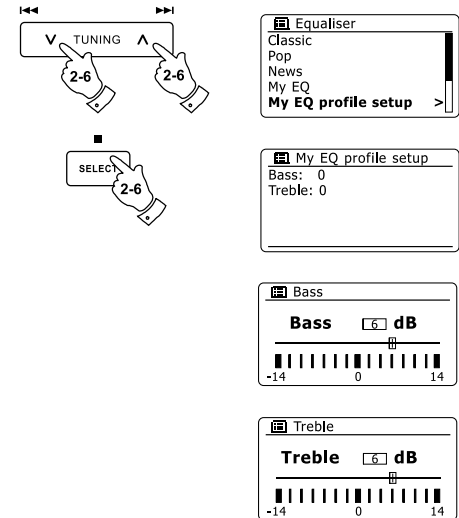 TUNING
2-6
2-6
SELECT
2-6
Equaliser
Classic
Pop
News
My EQ
My EQ profile setup >
My EQ profile setup
Bass: 0
Treble: 0
Bass
Bass 6 dB
-14 0 14
Treble
Treble 6 dB
-14 0 14